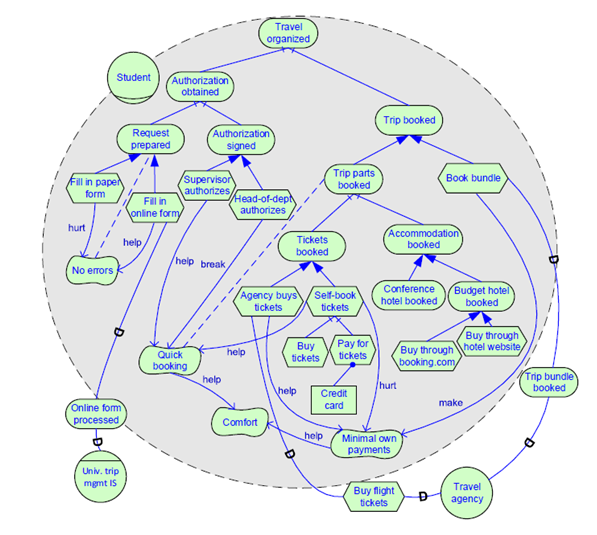 Travel
organized
Student
Authorization
obtained
Trip booked
Request
prepared
Authorization
signed
Fill in paper
form
Fill in
online form
Supervisor
authorizes
Head-of-dept
authorizes
Trip parts
booked
Book bundle
hurt
help
No errors
help
break
Tickets
booked
Accommodation
booked
Agency buys
tickets
Self-book
tickets
Conference
hotel booked
Budget hotel
booked
D
Buy
tickets
Pay for
tickets
Buy through
booking.com
Buy through
hotel website
D
Quick
booking
help
help
help
hurt
Credit
card
make
Trip bundle
booked
Online form
processed
Comfort
help
Minimal own
payments
D
D
D
Univ. trip
mgmt IS
Buy flight
tickets
D
Travel
agency